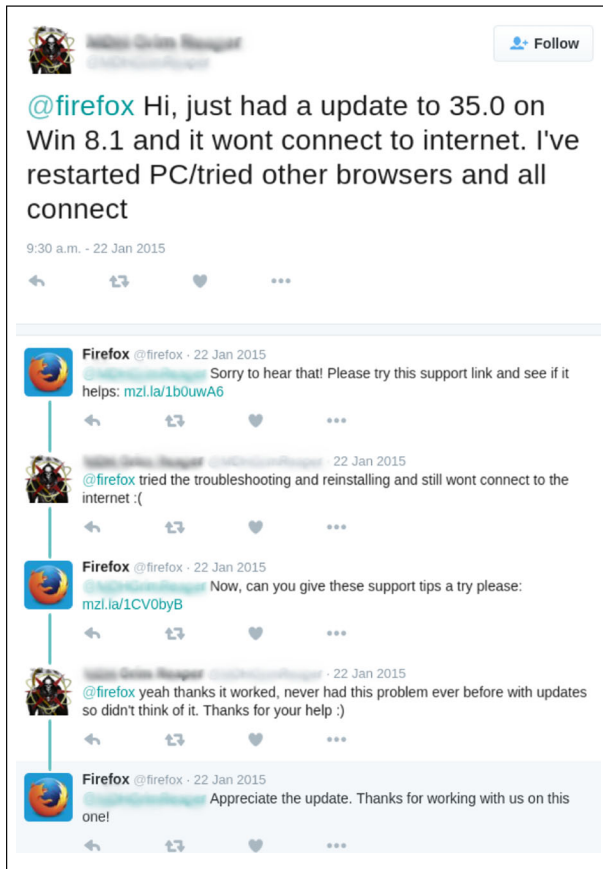 Follow
@firefox Hi, just had a update to 35.0 on
Win 8.1 and it wont connect to internet. I've
restarted PC/tried other browsers and all
connect
9:30 a.m. - 22 Jan 2015
Firefox @firefox · 22 Jan 2015
Sorry to hear that! Please try this support link and see if it
helps: mzl.la/1b0uwA6
· 22 Jan 2015
@firefox tried the troubleshooting and reinstalling and still wont connect to the
internet :(
Firefox @firefox · 22 Jan 2015
Now, can you give these support tips a try please:
mzl.la/1CV0byB
· 22 Jan 2015
@firefox yeah thanks it worked, never had this problem ever before with updates
so didn't think of it. Thanks for your help :)
Firefox @firefox · 22 Jan 2015
Appreciate the update. Thanks for working with us on this
one!